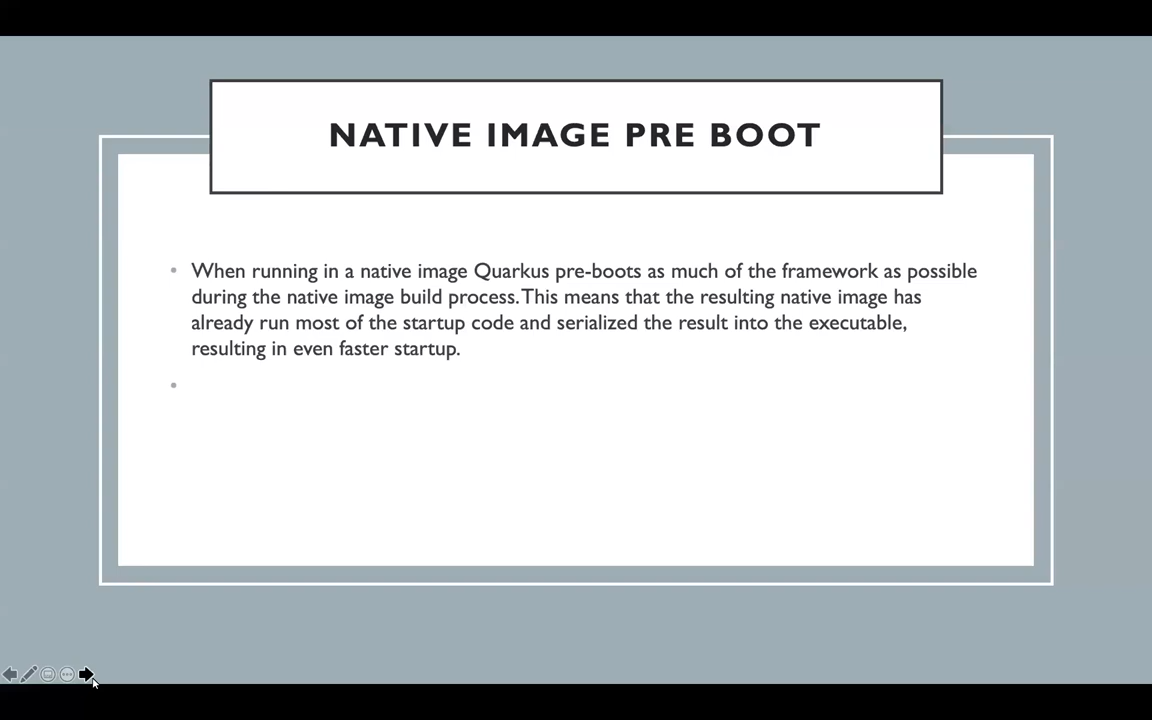 NATIVE IMAGE PRE BOOT
• When running in a native image Quarkus pre-boots as much of the framework as possible
during the native image build process. This means that the resulting native image has
already run most of the startup code and serialized the result into the executable,
resulting in even faster startup.
•